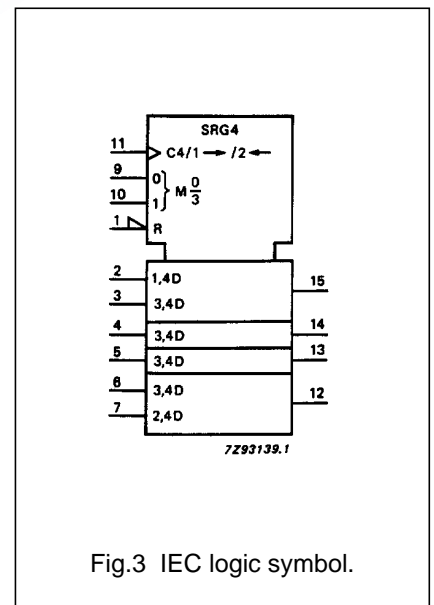 SRG4
11 C4/1 → /2 ←
9 0
10 1 } M 0/3
1 R
2 1,4D 15
3 3,4D
4 3,4D 14
5 3,4D 13
6 3,4D 12
7 2,4D
7Z93139.1
Fig.3 IEC logic symbol.